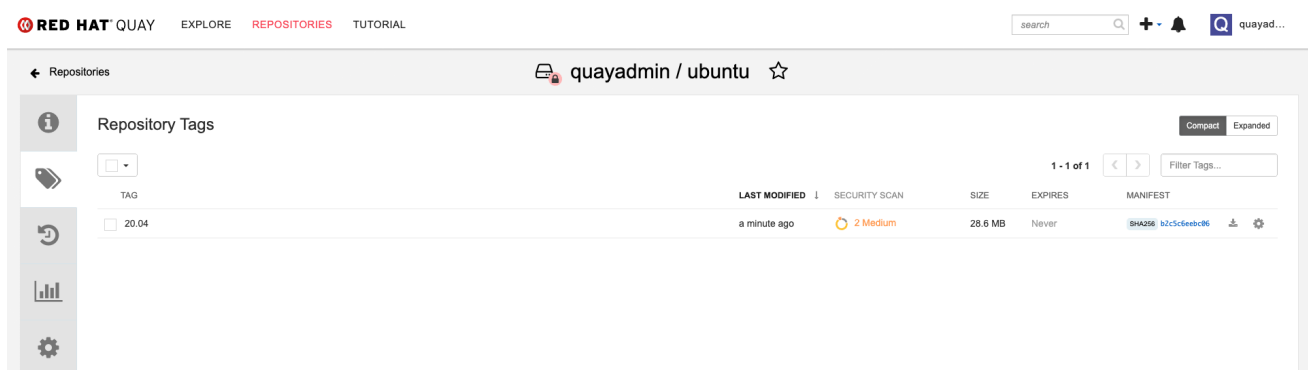 RED HAT QUAY EXPLORE REPOSITORIES TUTORIAL search Q quayad...
Repositories quayadmin / ubuntu
Repository Tags Compact Expanded
1 - 1 of 1 Filter Tags...
TAG LAST MODIFIED ↓ SECURITY SCAN SIZE EXPIRES MANIFEST
20.04 a minute ago 2 Medium 28.6 MB Never SHA256 b2c5c6eebc06